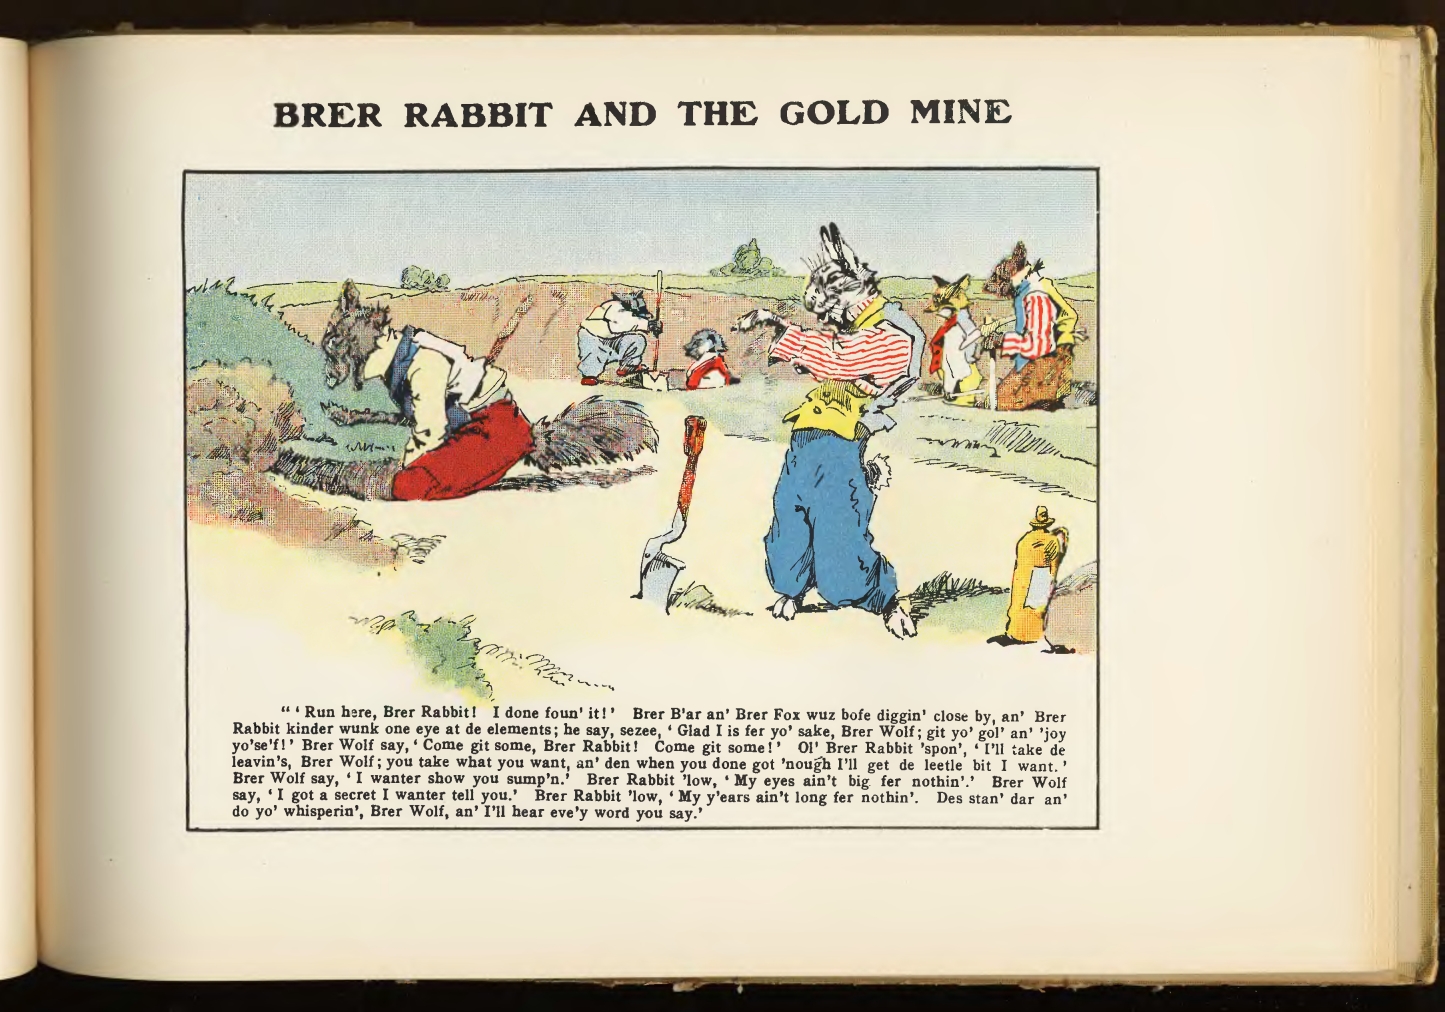 BRER RABBIT AND THE GOLD MINE
“ ‘ Run here, Brer Rabbit! I done foun’ it! ’ Brer B’ar an’ Brer Fox wuz bofe diggin’ close by, an’ Brer
Rabbit kinder wunk one eye at de elements; he say, sezee, ‘ Glad I is fer yo’ sake, Brer Wolf; git yo’ gol’ an’ ’joy
yo’se’f! ’ Brer Wolf say, ‘ Come git some, Brer Rabbit! Come git some! ’ Ol’ Brer Rabbit ’spon’, ‘ I’ll take de
leavin’s, Brer Wolf; you take what you want, an’ den when you done got ’nough I’ll get de leetle bit I want. ’
Brer Wolf say, ‘ I wanter show you sump’n.’ Brer Rabbit ’low, ‘ My eyes ain’t big fer nothin’.’ Brer Wolf
say, ‘ I got a secret I wanter tell you.’ Brer Rabbit ’low, ‘ My y’ears ain’t long fer nothin’. Des stan’ dar an’
do yo’ whisperin’, Brer Wolf, an’ I’ll hear eve’y word you say.’